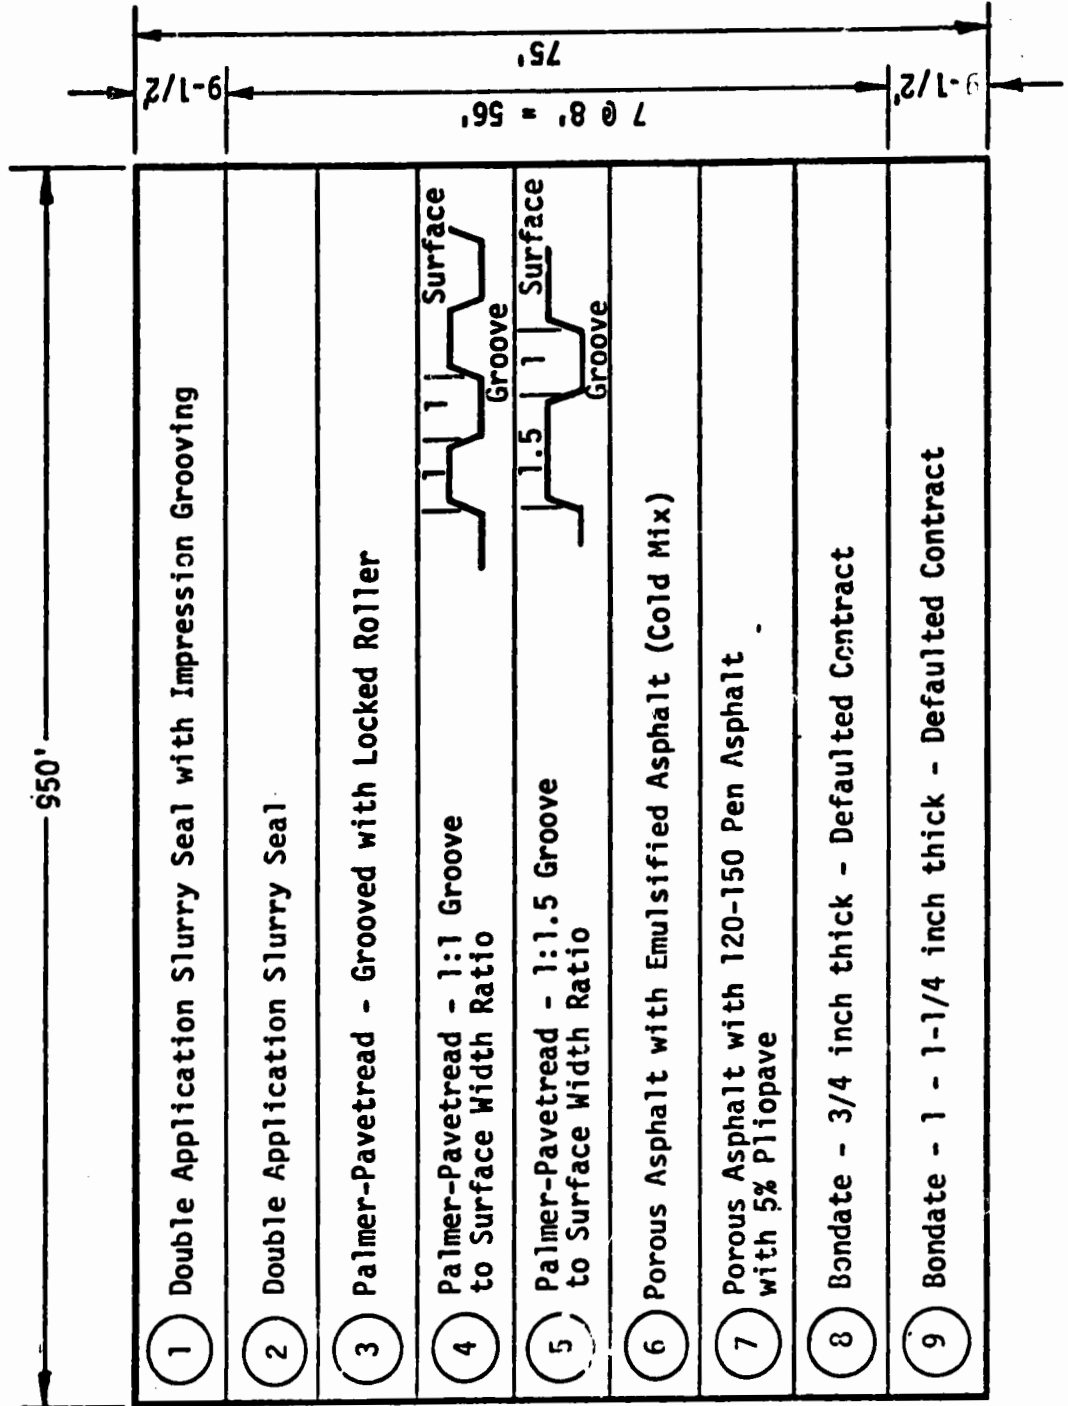 950'
75'
9-1/2'
7 @ 8' = 56'
9-1/2'
1 Double Application Slurry Seal with Impression Grooving
2 Double Application Slurry Seal
3 Palmer-Pavetread - Grooved with Locked Roller
4 Palmer-Pavetread - 1:1 Groove
to Surface Width Ratio
1 1 Surface
Groove
5 Palmer-Pavetread - 1:1.5 Groove
to Surface Width Ratio
1.5 1 Surface
Groove
6 Porous Asphalt with Emulsified Asphalt (Cold Mix)
7 Porous Asphalt with 120-150 Pen Asphalt
with 5% Pliopave
8 Bondate - 3/4 inch thick - Defaulted Contract
9 Bondate - 1 - 1-1/4 inch thick - Defaulted Contract